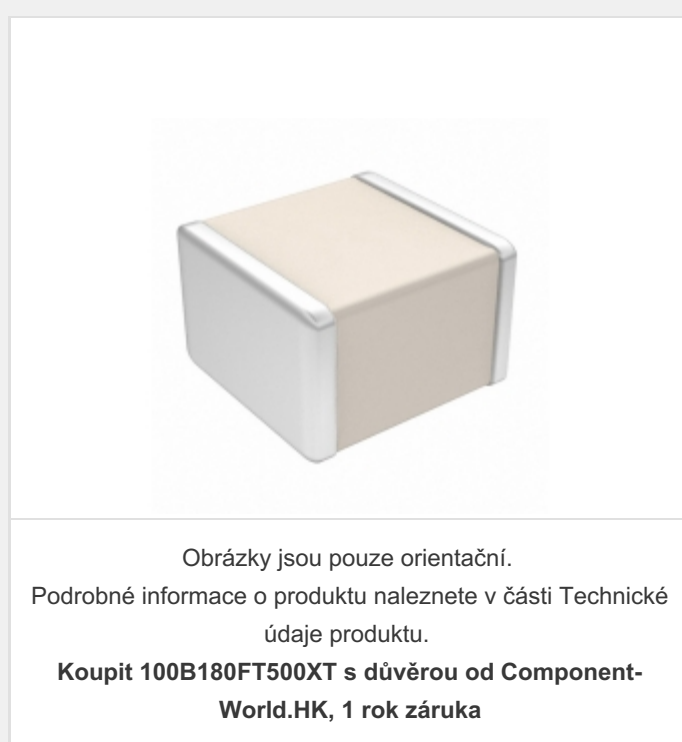 Obrázky jsou pouze orientační.
Podrobné informace o produktu naleznete v části Technické
údaje produktu.
Koupit 100B180FT500XT s důvěrou od Component-
World.HK, 1 rok záruka